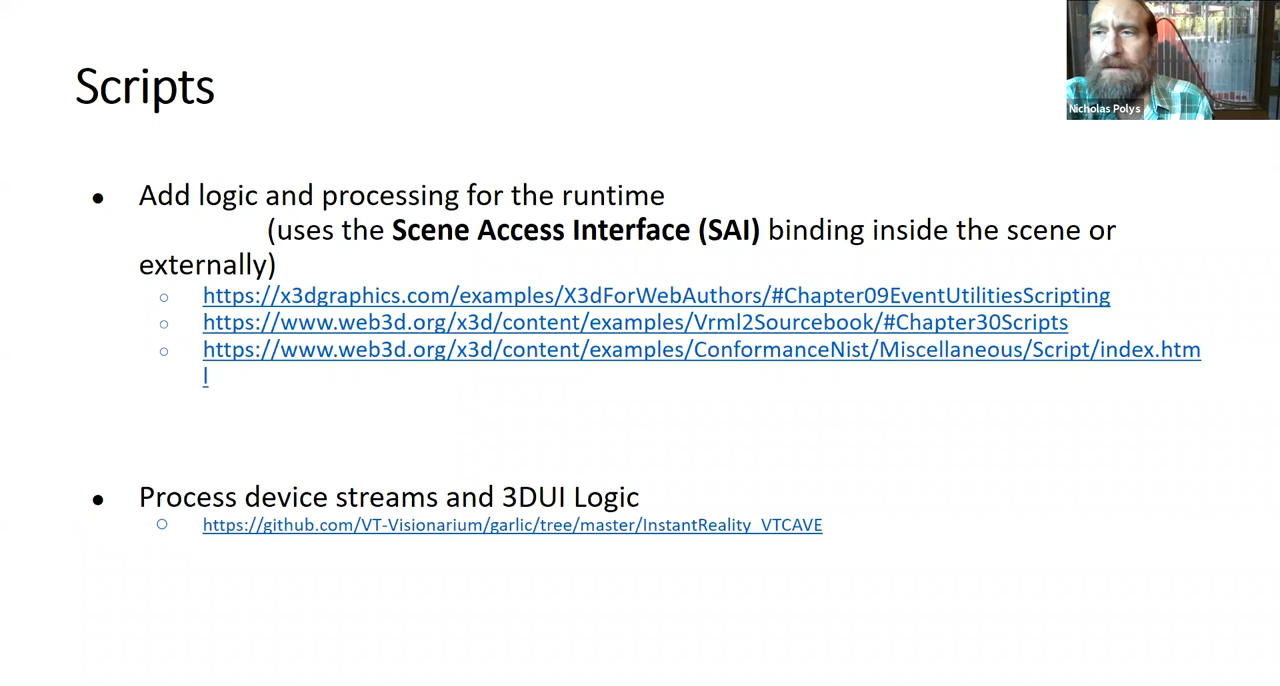 Scripts
Nicholas Polys
● Add logic and processing for the runtime
(uses the Scene Access Interface (SAI) binding inside the scene or
externally)
○ https://x3dgraphics.com/examples/X3dForWebAuthors/#Chapter09EventUtilitiesScripting
○ https://www.web3d.org/x3d/content/examples/Vrml2Sourcebook/#Chapter30Scripts
○ https://www.web3d.org/x3d/content/examples/ConformanceNist/Miscellaneous/Script/index.htm
l
● Process device streams and 3DUI Logic
○ https://github.com/VT-Visionarium/garlic/tree/master/InstantReality_VTCAVE